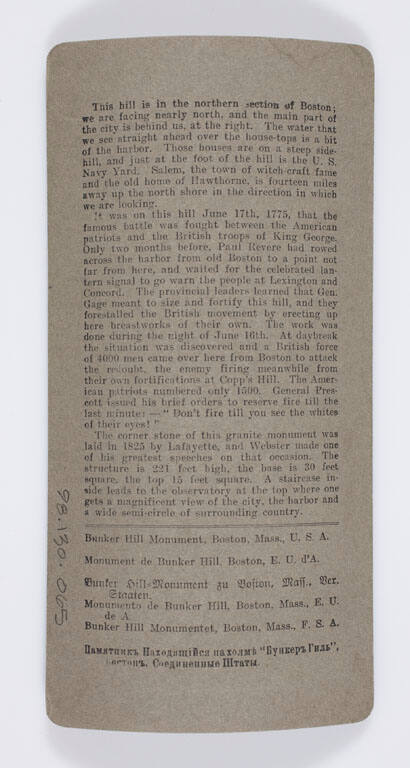 This hill is in the northern section of Boston;
we are facing nearly north, and the main part of
the city is behind us, at the right. The water that
we see straight ahead over the house-tops is a bit
of the harbor. Those houses are on a steep side-
hill, and just at the foot of the hill is the U. S.
Navy Yard. Salem, the town of witch-craft fame
and the old home of Hawthorne, is fourteen miles
away up the north shore in the direction in which
we are looking.
It was on this hill June 17th, 1775, that the
famous battle was fought between the American
patriots and the British troops of King George.
Only two months before, Paul Revere had rowed
across the harbor from old Boston to a point not
far from here, and waited for the celebrated lan-
tern signal to go warn the people at Lexington and
Concord. The provincial leaders learned that Gen.
Gage meant to size and fortify this hill, and they
forestalled the British movement by erecting up
here breastworks of their own. The work was
done during the night of June 16th. At daybreak
the situation was discovered and a British force
of 4000 men came over here from Boston to attack
the redoubt, the enemy firing meanwhile from
their own fortifications at Copp's Hill. The Amer-
ican patriots numbered only 1500. General Pres-
cott issued his brief orders to reserve fire till the
last minute: — "Don't fire till you see the whites
of their eyes!"
The corner stone of this granite monument was
laid in 1825 by Lafayette, and Webster made one
of his greatest speeches on that occasion. The
structure is 221 feet high, the base is 30 feet
square, the top 15 feet square. A staircase in-
side leads to the observatory at the top where one
gets a magnificent view of the city, the harbor and
a wide semi-circle of surrounding country.
Bunker Hill Monument, Boston, Mass., U. S. A.
Monument de Bunker Hill, Boston, E. U. d'A.
Bunker Hill-Monument zu Boston, Mass., Ver.
Staaten.
Monumento de Bunker Hill, Boston, Mass., E. U.
de A.
Bunker Hill Monumentet, Boston, Mass., F. S. A.
Памятникъ Находящійся нахолмѣ "Бункеръ Гиль",
Бостонъ, Соединенные Штаты.
98.130.065